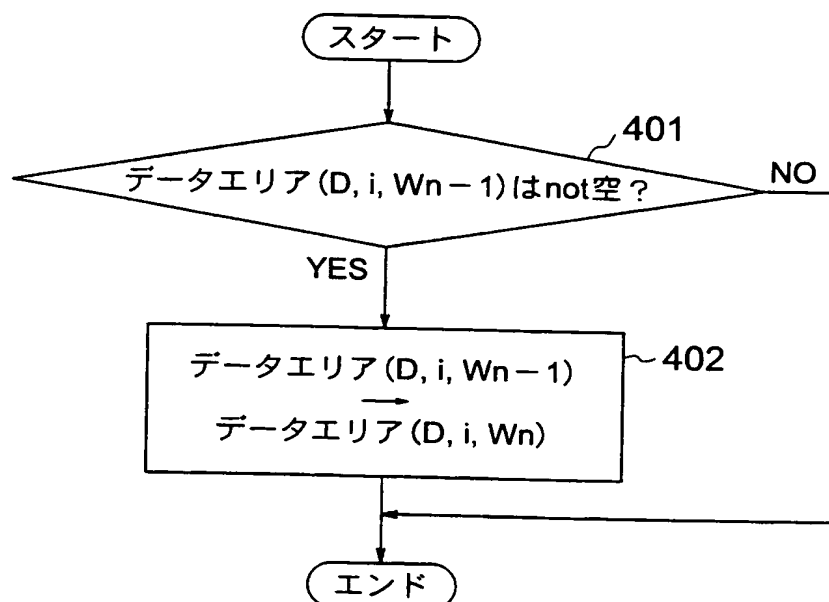 スタート
401
データエリア(D, i, Wn−1)はnot空?
NO
YES
データエリア(D, i, Wn−1)
→
データエリア(D, i, Wn)
402
エンド